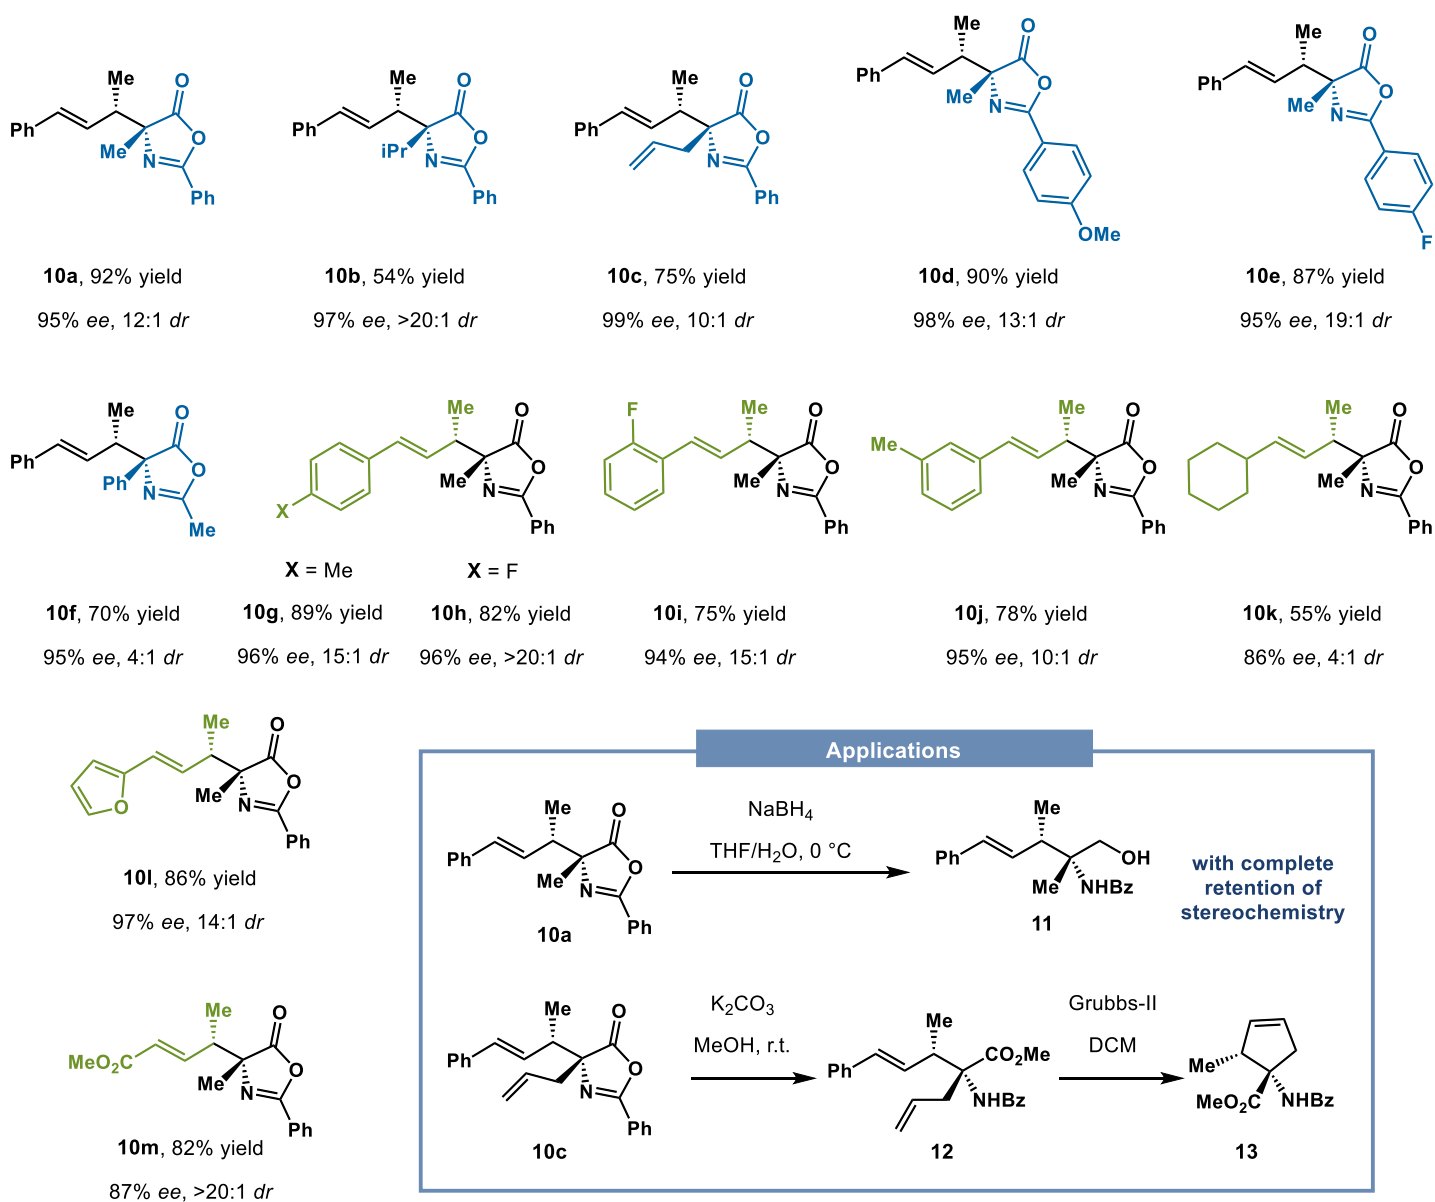 Me O Me O Me O Me O Me O
Ph Me N O Ph
Ph iPr N O Ph
Ph N O Ph
Ph Me N O OMe
Ph Me N O F
10a, 92% yield 10b, 54% yield 10c, 75% yield 10d, 90% yield 10e, 87% yield
95% ee, 12:1 dr 97% ee, >20:1 dr 99% ee, 10:1 dr 98% ee, 13:1 dr 95% ee, 19:1 dr
Me O Me O F Me O Me O Me O
Ph Ph N O Me
X Me N O Ph
Me N O Ph
Me Me N O Ph
Me N O Ph
X = Me X = F
10f, 70% yield 10g, 89% yield 10h, 82% yield 10i, 75% yield 10j, 78% yield 10k, 55% yield
95% ee, 4:1 dr 96% ee, 15:1 dr 96% ee, >20:1 dr 94% ee, 15:1 dr 95% ee, 10:1 dr 86% ee, 4:1 dr
Me O
O Me N O Ph
10l, 86% yield
97% ee, 14:1 dr
Me O
MeO₂C Me N O Ph
10m, 82% yield
87% ee, >20:1 dr
Applications
Me O
Ph Me N O Ph
10a
NaBH₄
THF/H₂O, 0 °C
Me
Ph OH
Me NHBz
11
with complete
retention of
stereochemistry
Me O
Ph N O Ph
10c
K₂CO₃
MeOH, r.t.
Me
Ph CO₂Me
NHBz
12
Grubbs-II
DCM
Me
MeO₂C NHBz
13